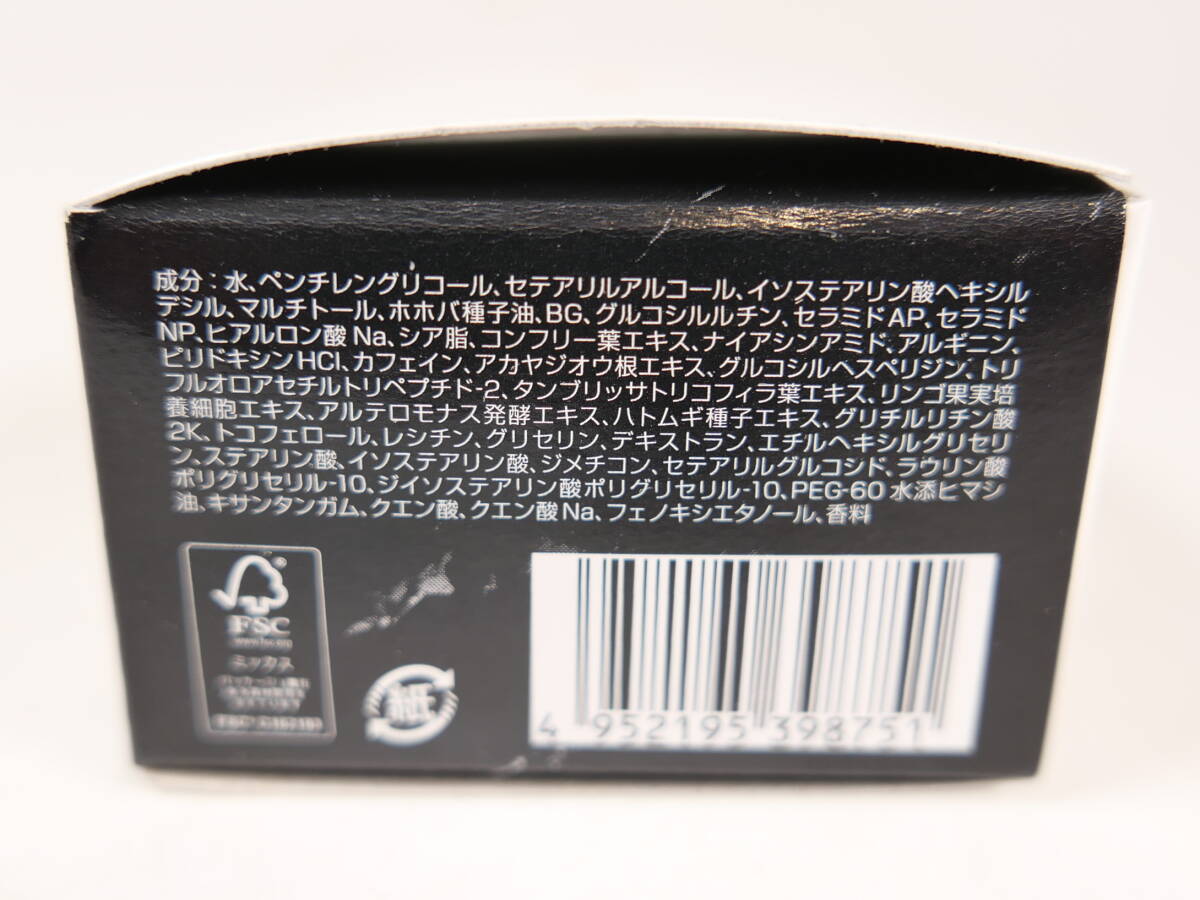 成分：水、ペンチレングリコール、セテアリルアルコール、イソステアリン酸ヘキシル
デシル、マルチトール、ホホバ種子油、BG、グルコシルルチン、セラミドAP、セラミド
NP、ヒアルロン酸Na、シア脂、コンフリー葉エキス、ナイアシンアミド、アルギニン、
ピリドキシンHCl、カフェイン、アカヤジオウ根エキス、グルコシルヘスペリジン、トリ
フルオロアセチルトリペプチド-2、タンブリッサトリコフィラ葉エキス、リンゴ果実培
養細胞エキス、アルテロモナス発酵エキス、ハトムギ種子エキス、グリチルリチン酸
2K、トコフェロール、レシチン、グリセリン、デキストラン、エチルヘキシルグリセリ
ン、ステアリン酸、イソステアリン酸、ジメチコン、セテアリルグルコシド、ラウリン酸
ポリグリセリル-10、ジイソステアリン酸ポリグリセリル-10、PEG-60水添ヒマシ
油、キサンタンガム、クエン酸、クエン酸Na、フェノキシエタノール、香料
FSC
www.fsc.org
ミックス
紙
4 952195 398751